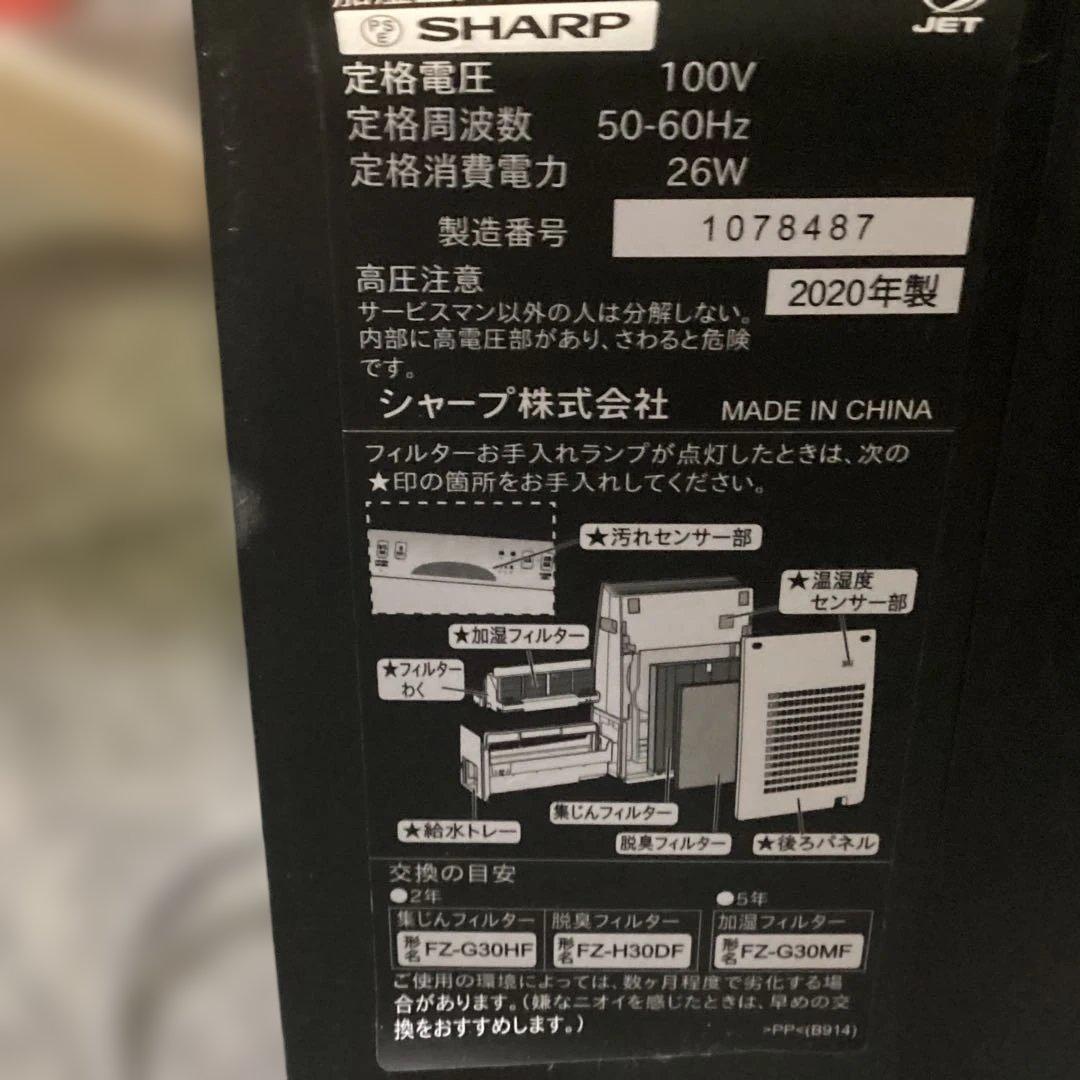 PSE SHARP
JET
定格電圧 100V
定格周波数 50-60Hz
定格消費電力 26W
製造番号 1078487
高圧注意
2020年製
サービスマン以外の人は分解しない。
内部に高電圧部があり、さわると危険
です。
シャープ株式会社 MADE IN CHINA
フィルターお手入れランプが点灯したときは、次の
★印の箇所をお手入れしてください。
★汚れセンサー部
★温湿度
センサー部
★加湿フィルター
★フィルター
わく
集じんフィルター
★給水トレー
脱臭フィルター
★後ろパネル
交換の目安
●2年 ●5年
集じんフィルター 脱臭フィルター 加湿フィルター
形名 FZ-G30HF 形名 FZ-H30DF 形名 FZ-G30MF
ご使用の環境によっては、数ヶ月程度で劣化する場
合があります。(嫌なニオイを感じたときは、早めの交
換をおすすめします。)
>PP<(B914)